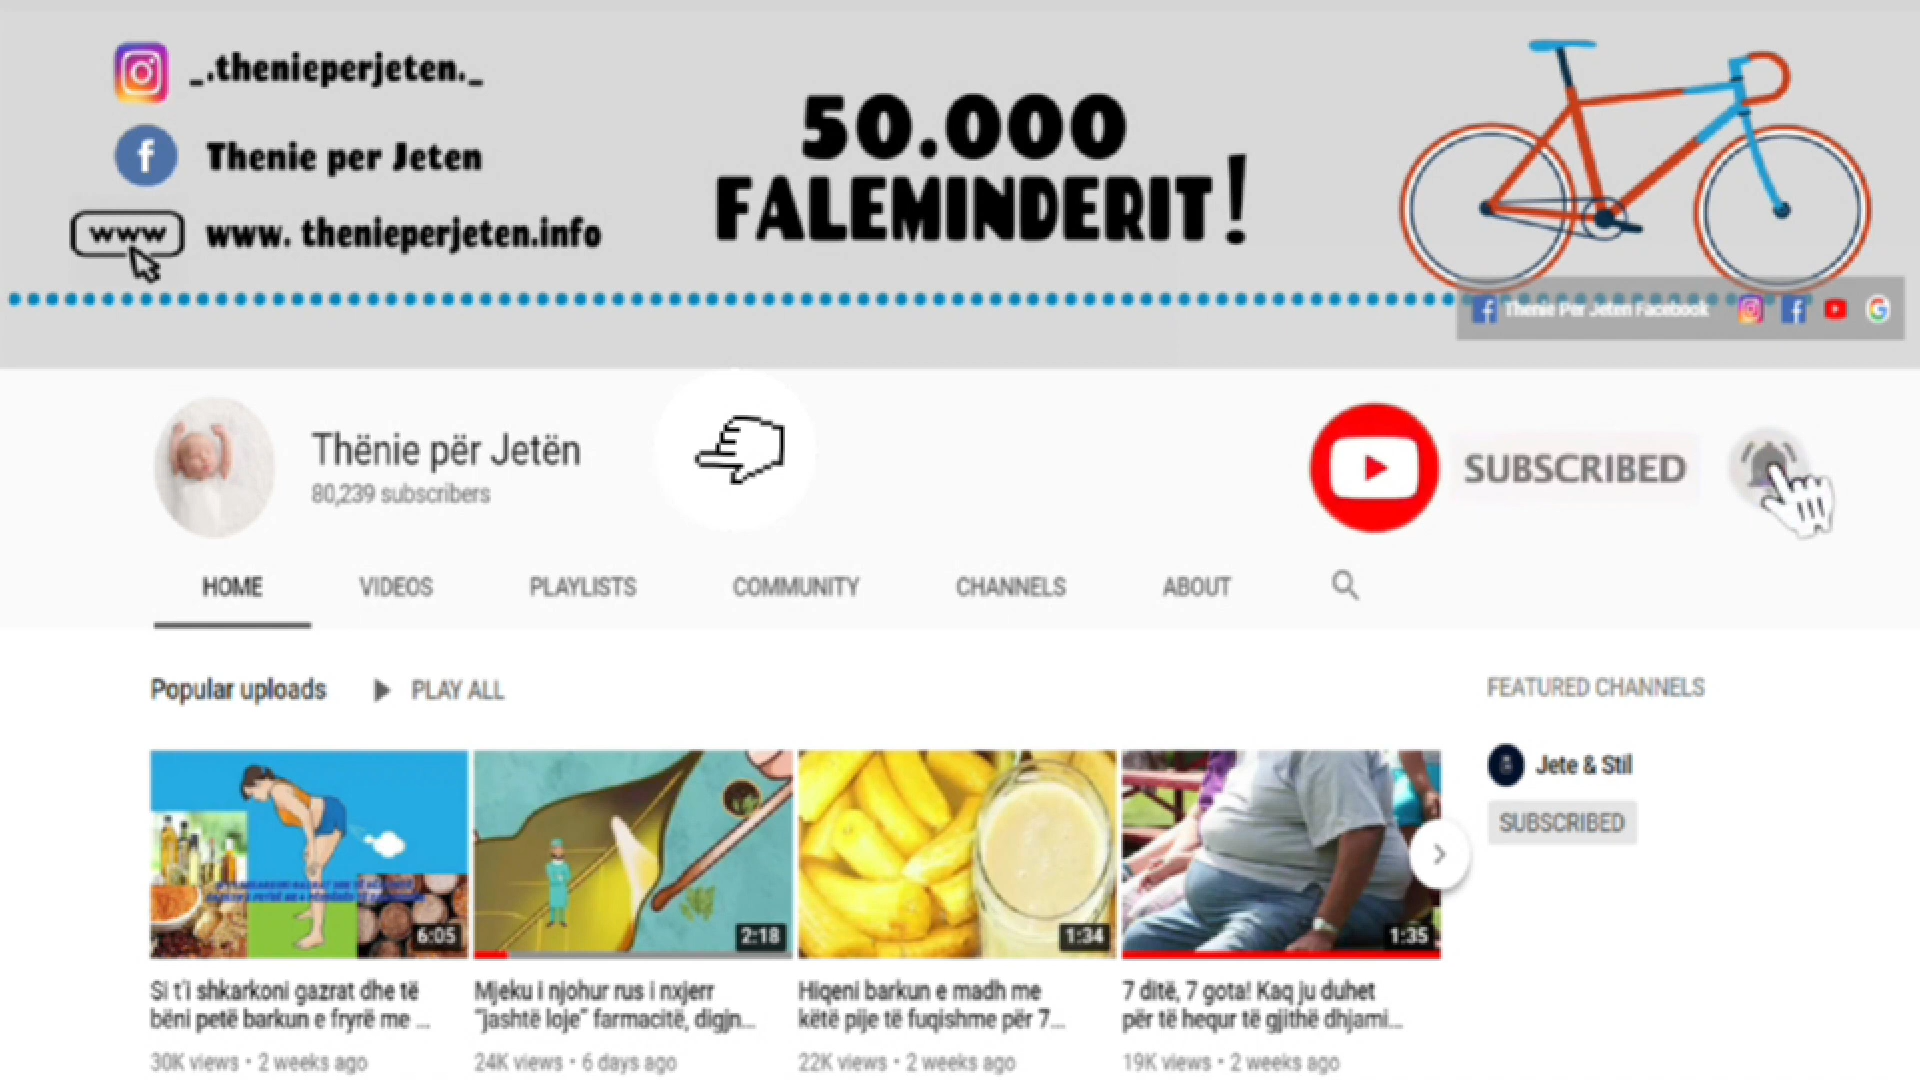 _.thenieperjeten._
50.000
FALEMINDERIT!
Thenie per Jeten
www
www. thenieperjeten.info
Thenie Per Jeten Facebook
Thënie për Jetën
80,239 subscribers
SUBSCRIBED
HOME VIDEOS PLAYLISTS COMMUNITY CHANNELS ABOUT
Popular uploads PLAY ALL
FEATURED CHANNELS
Jete & Stil
SUBSCRIBED
6:05
2:18
1:34
1:35
Si t'i shkarkoni gazrat dhe të
bëni petë barkun e fryrë me ...
30K views • 2 weeks ago
Mjeku i njohur rus i nxjerr
"jashtë loje" farmacitë, digjn...
24K views • 6 days ago
Hiqeni barkun e madh me
këtë pije të fuqishme për 7...
22K views • 2 weeks ago
7 ditë, 7 gota! Kaq ju duhet
për të hequr të gjithë dhjami...
19K views • 2 weeks ago